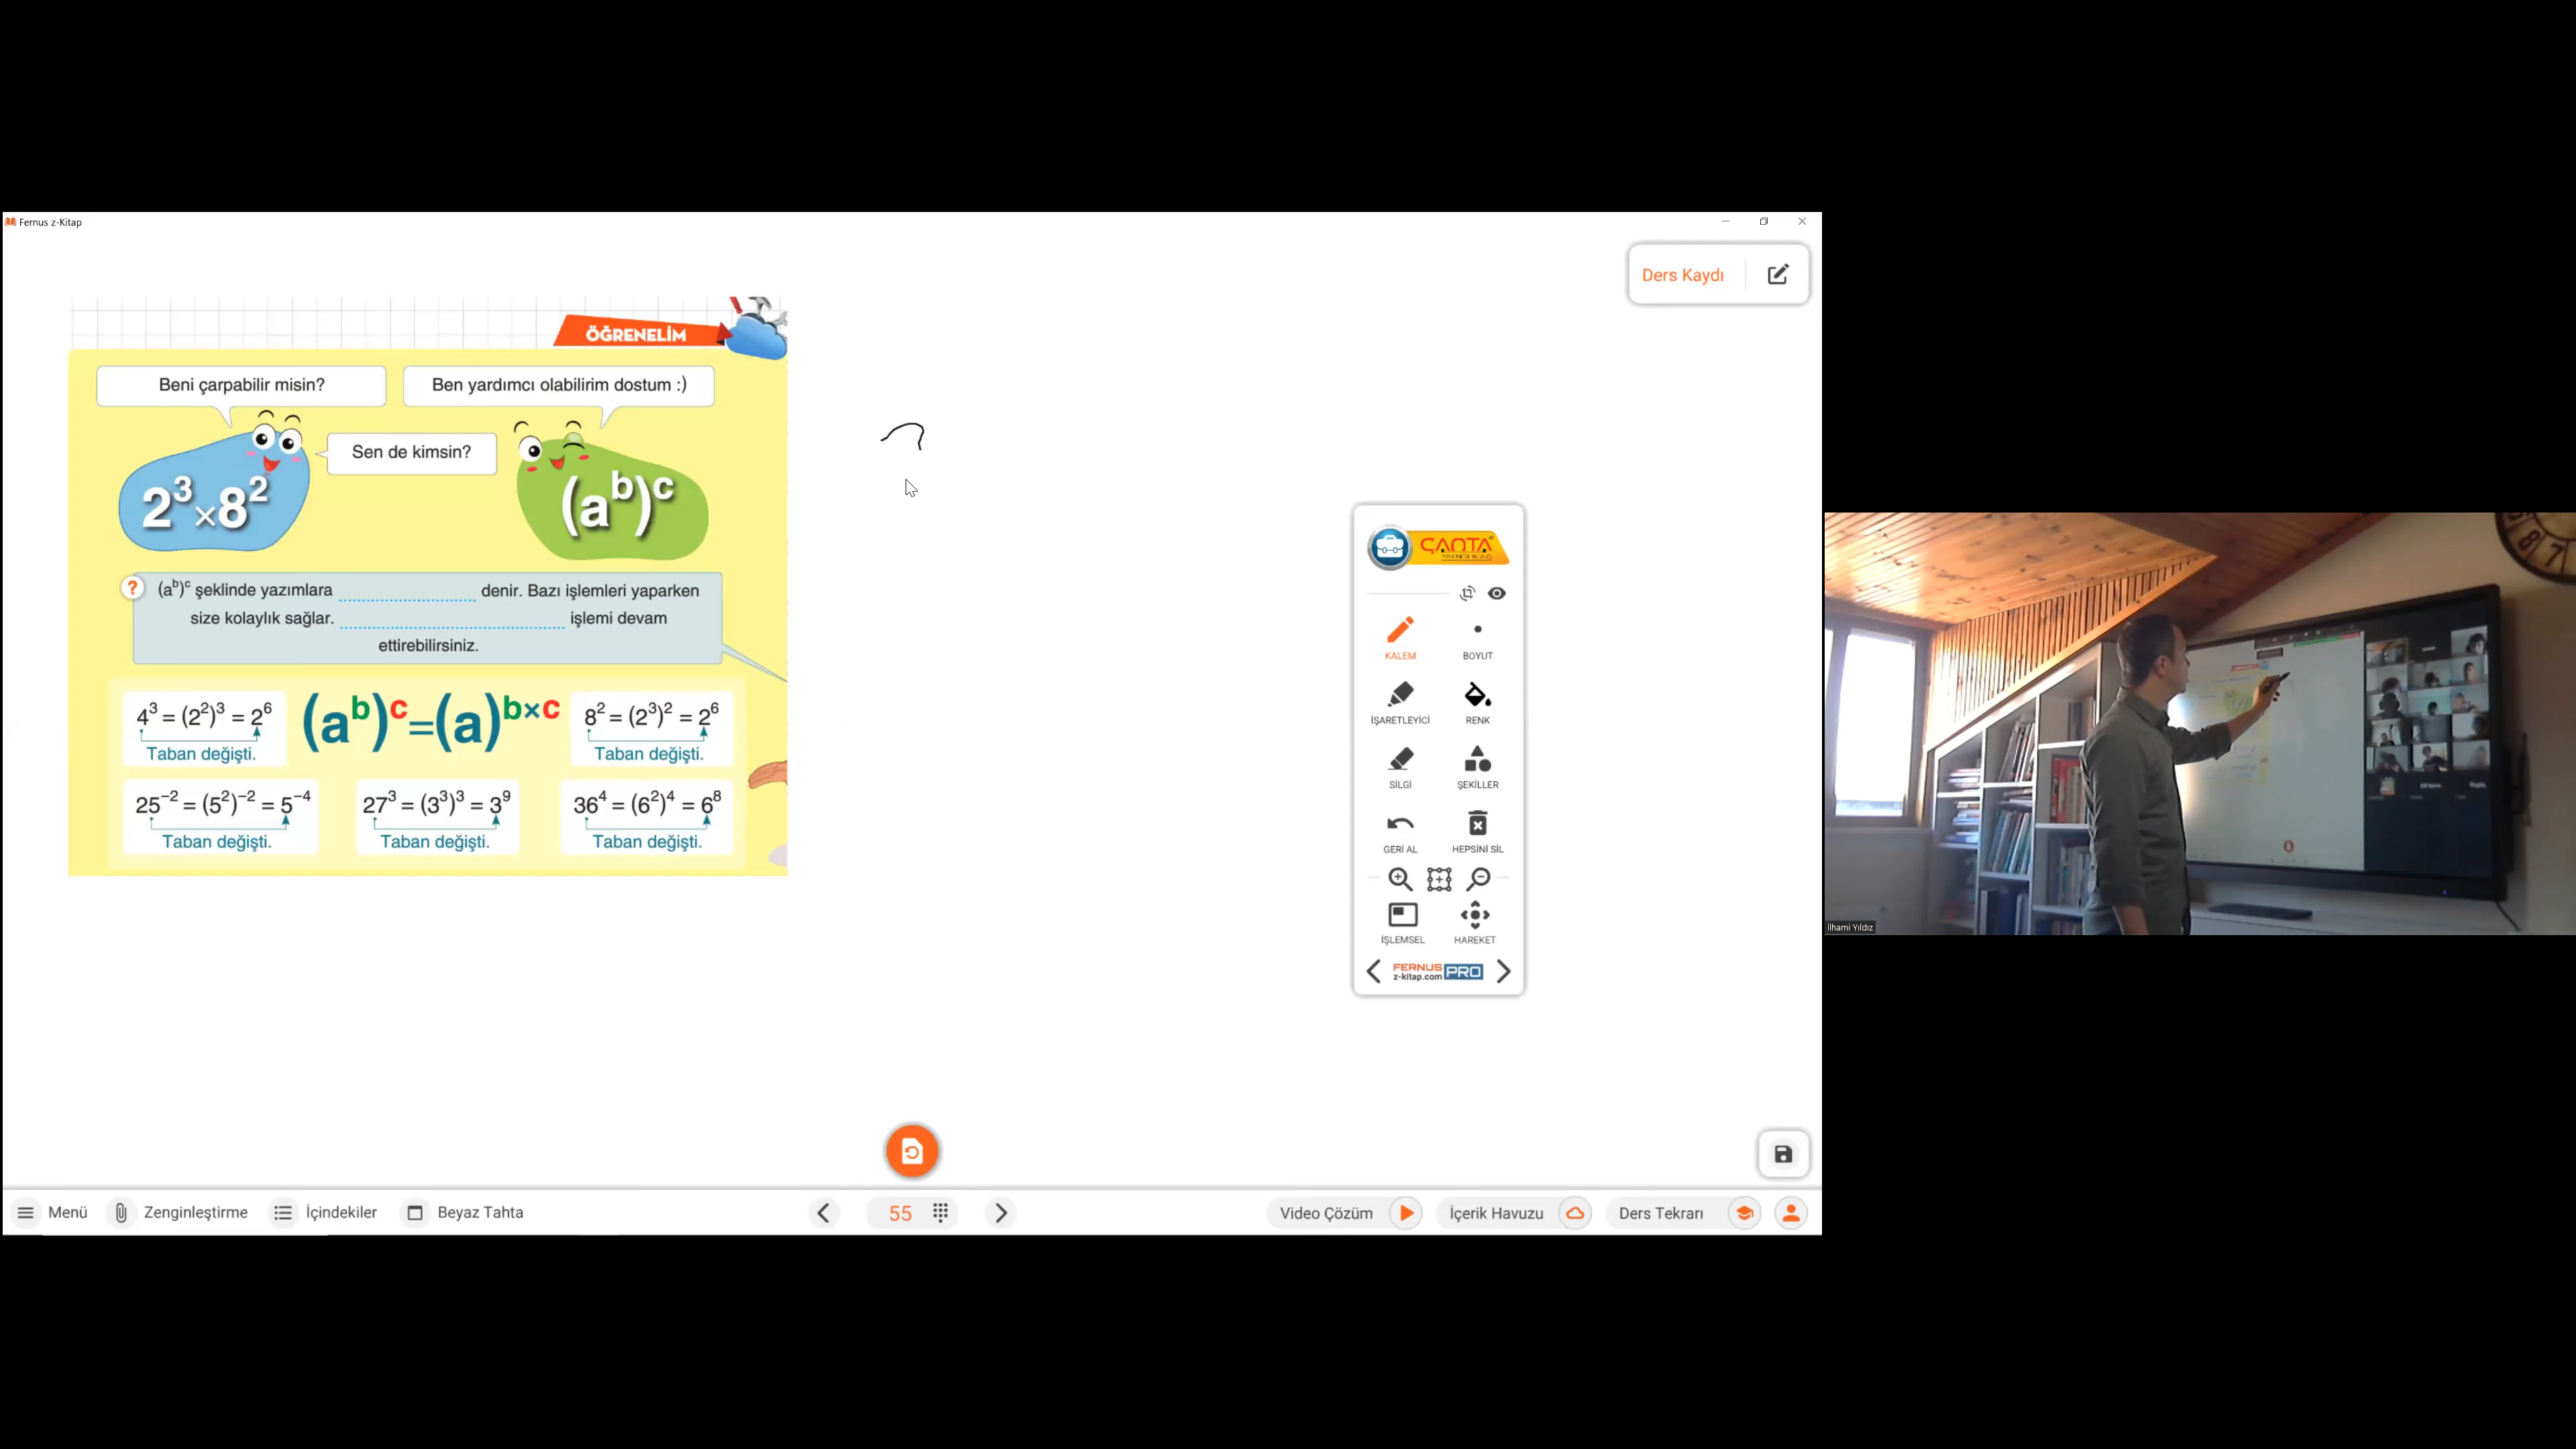 Fernus z-Kitap
Ders Kaydı
ÖĞRENELİM
Beni çarpabilir misin?
Ben yardımcı olabilirim dostum :)
Sen de kimsin?
2³×8²
(a^b)^c
? (a^b)^c şeklinde yazımlara .............................. denir. Bazı işlemleri yaparken
size kolaylık sağlar. .................................................. işlemi devam
ettirebilirsiniz.
4³ = (2²)³ = 2⁶
Taban değişti.
(a^b)^c=(a)^b×c
8² = (2³)² = 2⁶
Taban değişti.
25⁻² = (5²)⁻² = 5⁻⁴
Taban değişti.
27³ = (3³)³ = 3⁹
Taban değişti.
36⁴ = (6²)⁴ = 6⁸
Taban değişti.
ÇANTA
YAYINCILIK
KALEM
BOYUT
İŞARETLEYİCİ
RENK
SİLGİ
ŞEKİLLER
GERİ AL
HEPSİNİ SİL
İŞLEMSEL
HAREKET
FERNUS
z-kitap.com
PRO
İlhami Yıldız
Menü
Zenginleştirme
İçindekiler
Beyaz Tahta
55
Video Çözüm
İçerik Havuzu
Ders Tekrarı